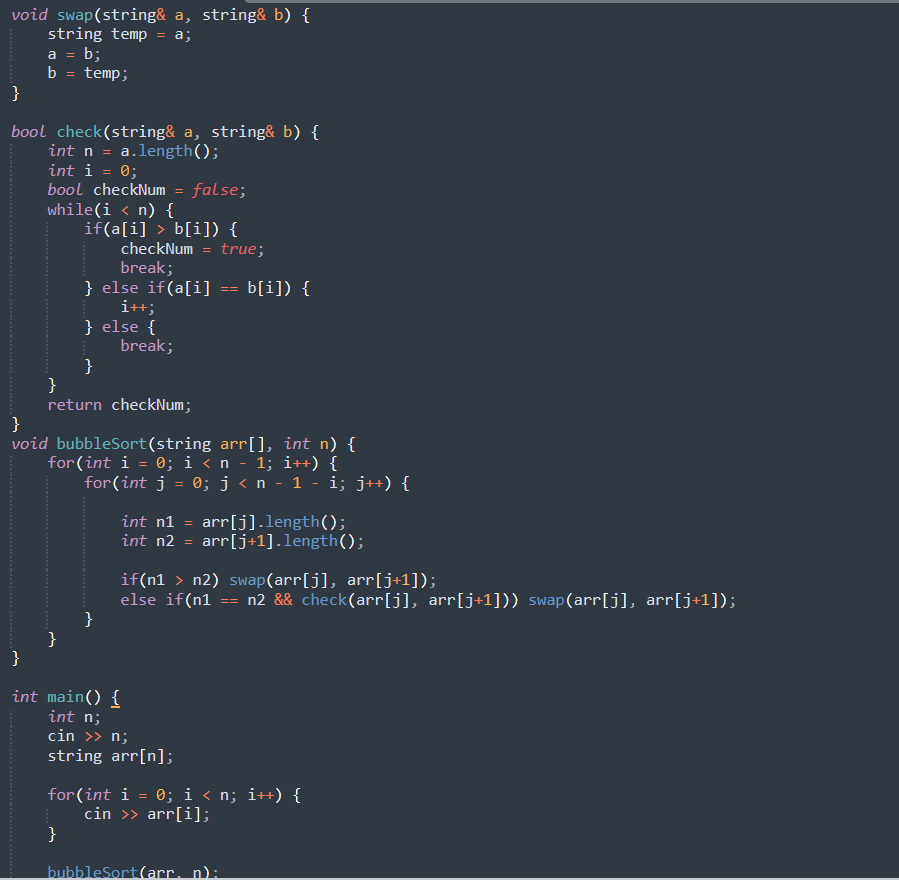 void swap(string& a, string& b) {
    string temp = a;
    a = b;
    b = temp;
}

bool check(string& a, string& b) {
    int n = a.length();
    int i = 0;
    bool checkNum = false;
    while(i < n) {
        if(a[i] > b[i]) {
            checkNum = true;
            break;
        } else if(a[i] == b[i]) {
            i++;
        } else {
            break;
        }
    }
    return checkNum;
}
void bubbleSort(string arr[], int n) {
    for(int i = 0; i < n - 1; i++) {
        for(int j = 0; j < n - 1 - i; j++) {

            int n1 = arr[j].length();
            int n2 = arr[j+1].length();

            if(n1 > n2) swap(arr[j], arr[j+1]);
            else if(n1 == n2 && check(arr[j], arr[j+1])) swap(arr[j], arr[j+1]);
        }
    }
}

int main() {
    int n;
    cin >> n;
    string arr[n];

    for(int i = 0; i < n; i++) {
        cin >> arr[i];
    }

    bubbleSort(arr, n);